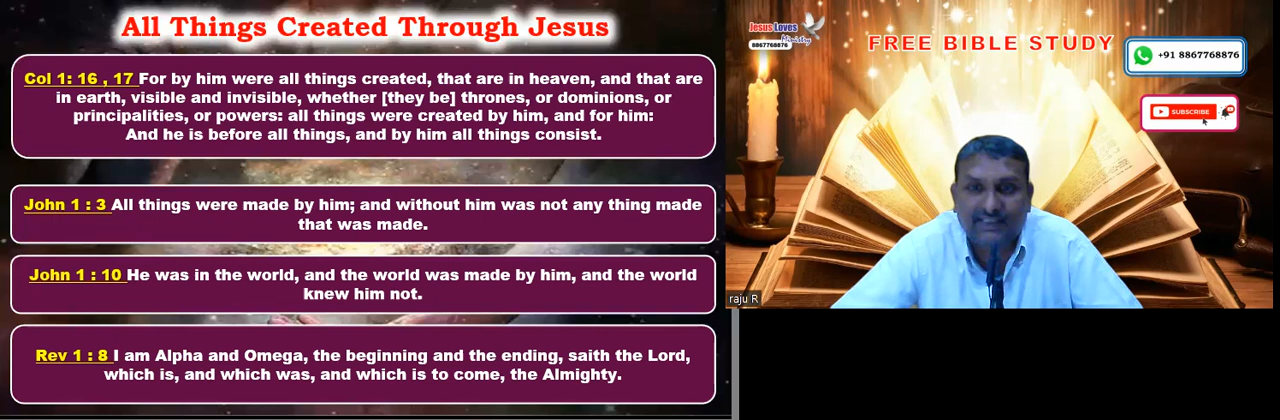 All Things Created Through Jesus
Col 1: 16 , 17 For by him were all things created, that are in heaven, and that are
in earth, visible and invisible, whether [they be] thrones, or dominions, or
principalities, or powers: all things were created by him, and for him:
And he is before all things, and by him all things consist.
John 1 : 3 All things were made by him; and without him was not any thing made
that was made.
John 1 : 10 He was in the world, and the world was made by him, and the world
knew him not.
Rev 1 : 8 I am Alpha and Omega, the beginning and the ending, saith the Lord,
which is, and which was, and which is to come, the Almighty.
Jesus Loves
Ministry
8867768876
FREE BIBLE STUDY
+91 8867768876
SUBSCRIBE
raju R